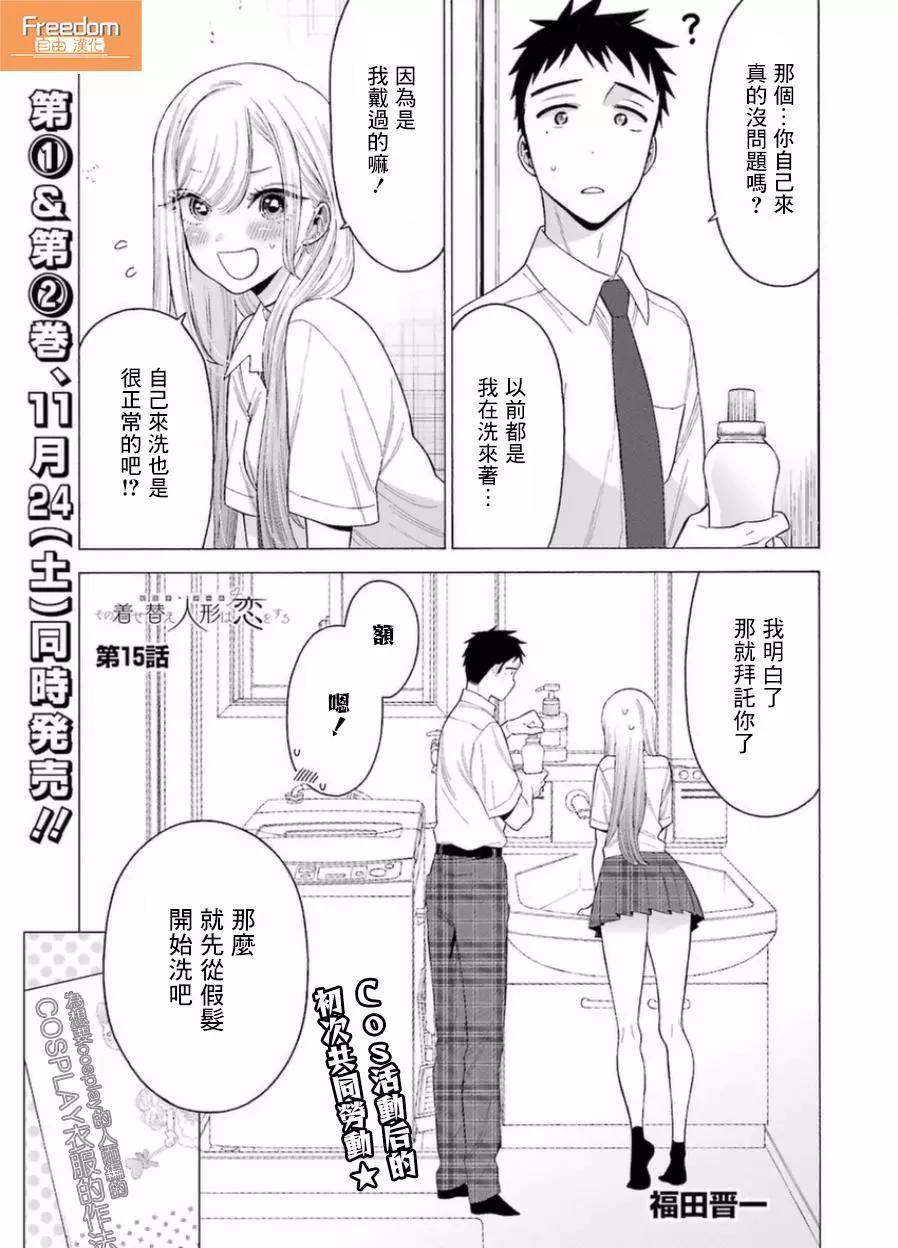 Freedom
自由 漢化
第①&第②巻、11月24(土)同時発売!!
那個…你自己來
真的沒問題嗎?
?
以前都是
我在洗來著…
因為是
我戴過的嘛!
自己來洗也是
很正常的吧!?
我明白了
那就拜託你了
額
嗯!
その着せ替え人形は恋をする
第15話
那麼
就先從假髮
開始洗吧
Cos活動后的
初次共同勞動★
COSPLAY衣服的作法
福田晋一